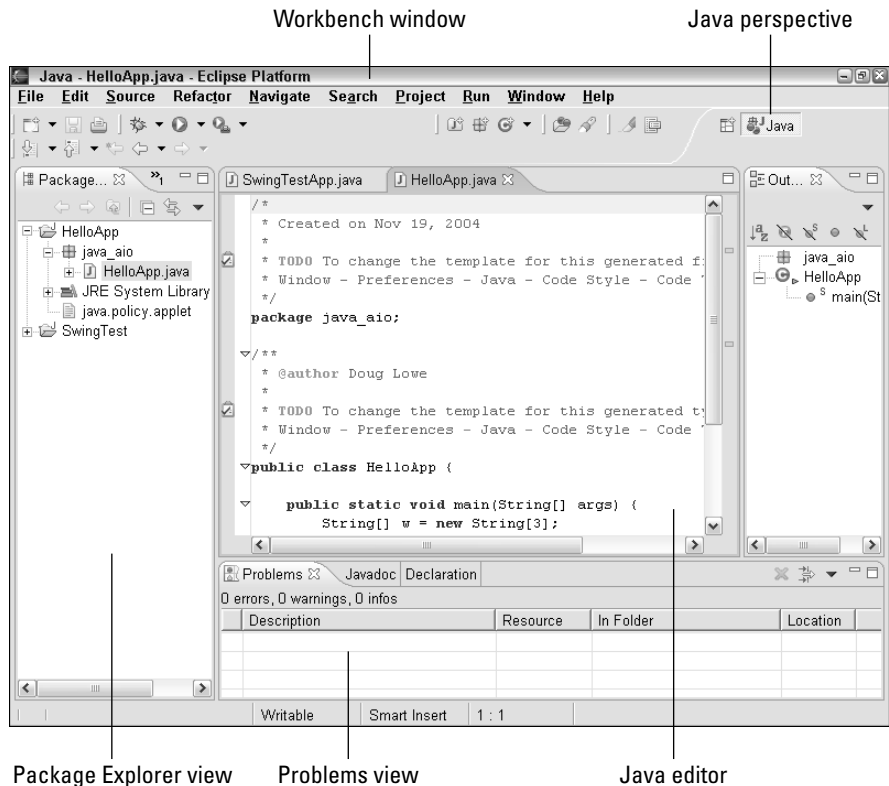 Workbench window
Java perspective
Java - HelloApp.java - Eclipse Platform
File Edit Source Refactor Navigate Search Project Run Window Help
Java
Package... »1
SwingTestApp.java HelloApp.java
Out...
HelloApp
java_aio
HelloApp.java
JRE System Library
java.policy.applet
SwingTest
/*
* Created on Nov 19, 2004
*
* TODO To change the template for this generated f
* Window - Preferences - Java - Code Style - Code
*/
package java_aio;
/**
* @author Doug Lowe
*
* TODO To change the template for this generated ty
* Window - Preferences - Java - Code Style - Code
*/
public class HelloApp {
public static void main(String[] args) {
String[] w = new String[3];
java_aio
HelloApp
S main(St
Problems Javadoc Declaration
0 errors, 0 warnings, 0 infos
Description Resource In Folder Location
Writable Smart Insert 1 : 1
Package Explorer view
Problems view
Java editor